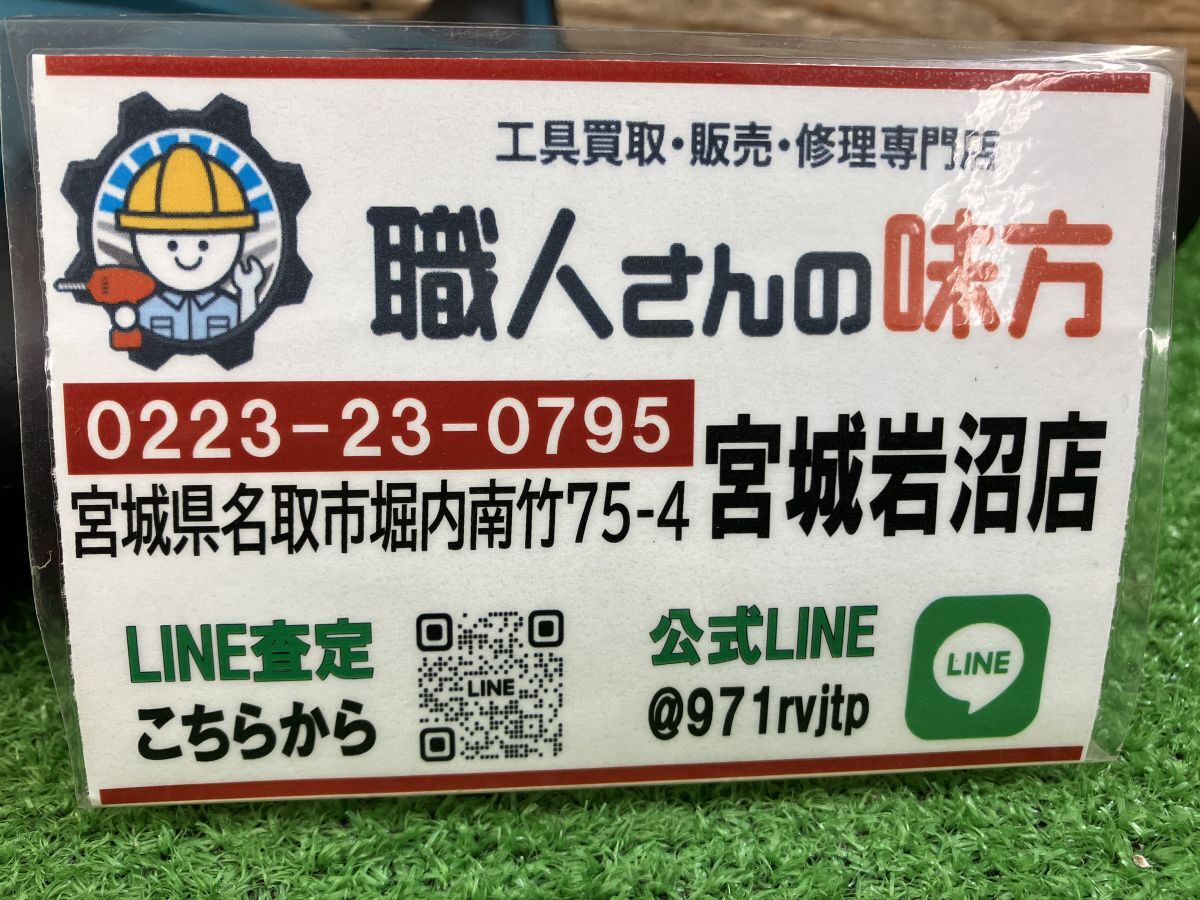 工具買取・販売・修理専門店
職人さんの味方
0223-23-0795
宮城県名取市堀内南竹75-4
宮城岩沼店
LINE査定
こちらから
LINE
公式LINE
@971rvjtp
LINE